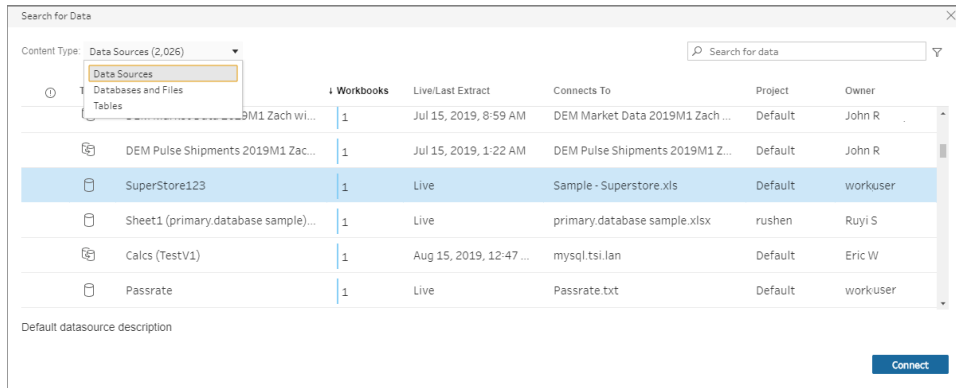 Search for Data
Content Type: Data Sources (2,026)
Search for data
Data Sources
Databases and Files
Tables
↓ Workbooks Live/Last Extract Connects To Project Owner
1 Jul 15, 2019, 8:59 AM DEM Market Data 2019M1 Zach ... Default John R
DEM Pulse Shipments 2019M1 Zac... 1 Jul 15, 2019, 1:22 AM DEM Pulse Shipments 2019M1 Z... Default John R
SuperStore123 1 Live Sample - Superstore.xls Default workuser
Sheet1 (primary.database sample)... 1 Live primary.database sample.xlsx rushen Ruyi S
Calcs (TestV1) 1 Aug 15, 2019, 12:47 ... mysql.tsi.lan Default Eric W
Passrate 1 Live Passrate.txt Default workuser
Default datasource description
Connect